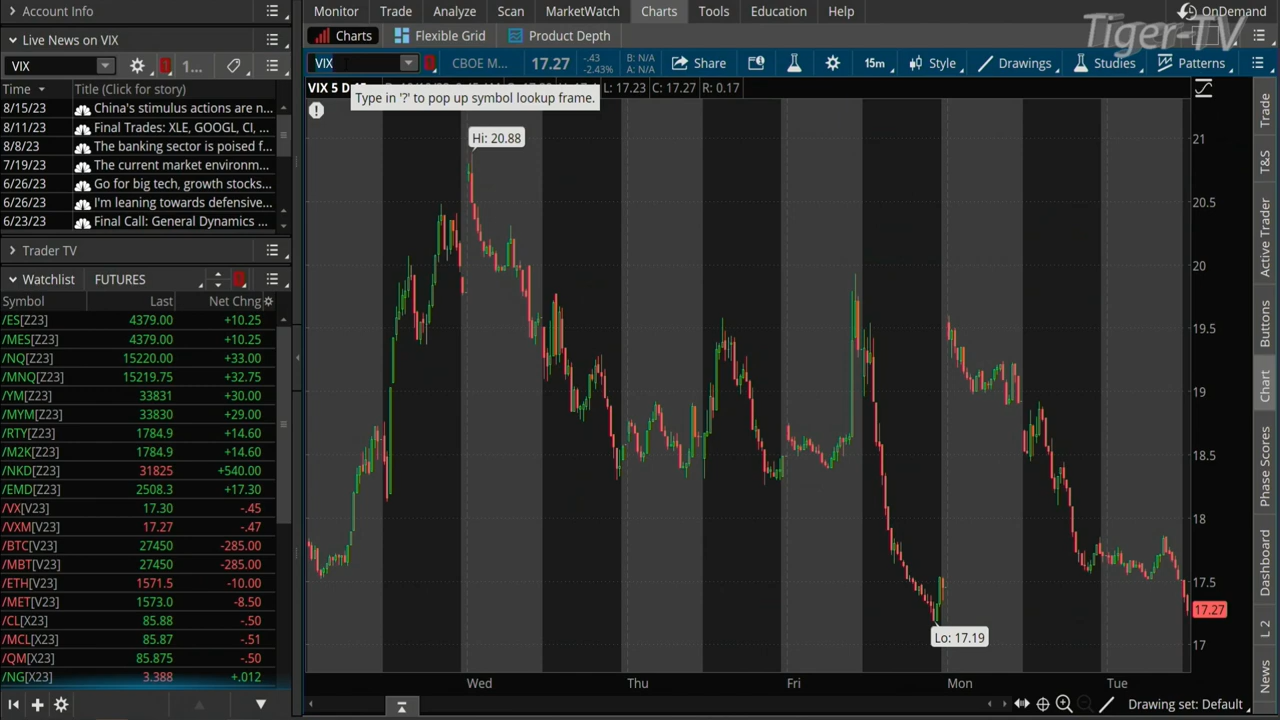 Account Info
Monitor Trade Analyze Scan MarketWatch Charts Tools Education Help
OnDemand
Tiger-TV
Live News on VIX
Charts Flexible Grid Product Depth
VIX 1...
VIX CBOE M... 17.27 -.43 -2.43% B: N/A A: N/A Share 15m Style Drawings Studies Patterns
Time Title (Click for story)
VIX 5 D L: 17.23 C: 17.27 R: 0.17
Type in '?' to pop up symbol lookup frame.
8/15/23 China's stimulus actions are n...
8/11/23 Final Trades: XLE, GOOGL, CI, ...
8/8/23 The banking sector is poised f...
7/19/23 The current market environm...
6/26/23 Go for big tech, growth stocks...
6/26/23 I'm leaning towards defensive...
6/23/23 Final Call: General Dynamics ...
Trader TV
Watchlist FUTURES
Symbol Last Net Chng
/ES[Z23] 4379.00 +10.25
/MES[Z23] 4379.00 +10.25
/NQ[Z23] 15220.00 +33.00
/MNQ[Z23] 15219.75 +32.75
/YM[Z23] 33831 +30.00
/MYM[Z23] 33830 +29.00
/RTY[Z23] 1784.9 +14.60
/M2K[Z23] 1784.9 +14.60
/NKD[Z23] 31825 +540.00
/EMD[Z23] 2508.3 +17.30
/VX[V23] 17.30 -.45
/VXM[V23] 17.27 -.47
/BTC[V23] 27450 -285.00
/MBT[V23] 27450 -285.00
/ETH[V23] 1571.5 -10.00
/MET[V23] 1573.0 -8.50
/CL[X23] 85.88 -.50
/MCL[X23] 85.87 -.51
/QM[X23] 85.875 -.50
/NG[X23] 3.388 +.012
Hi: 20.88
Lo: 17.19
21
20.5
20
19.5
19
18.5
18
17.5
17.27
17
Wed Thu Fri Mon Tue
Drawing set: Default
Trade
T&S
Active Trader
Buttons
Chart
Phase Scores
Dashboard
L 2
News